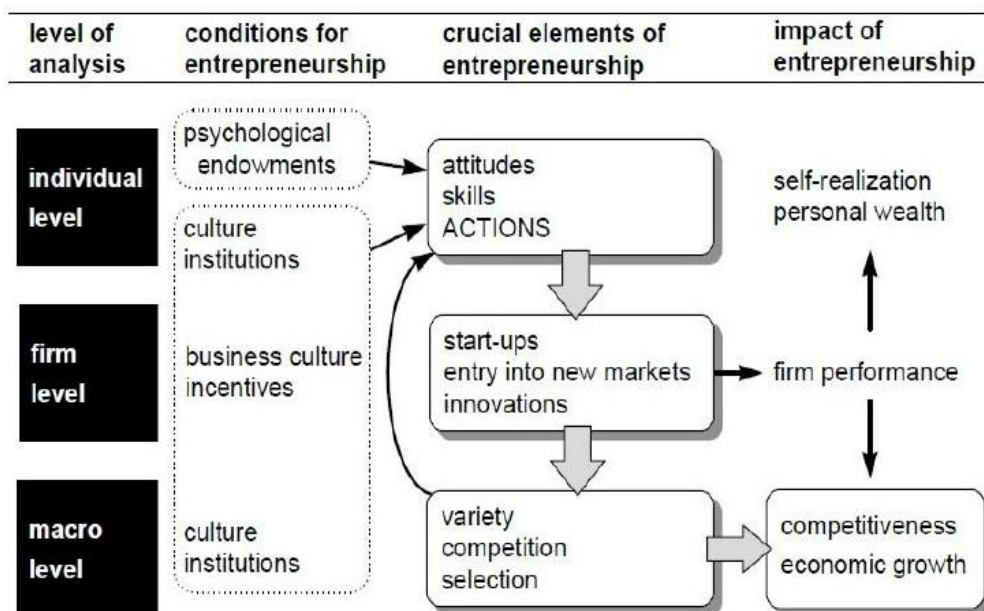 level of analysis
conditions for entrepreneurship
crucial elements of entrepreneurship
impact of entrepreneurship
individual level
psychological endowments
culture
institutions
attitudes
skills
ACTIONS
self-realization
personal wealth
firm level
business culture
incentives
start-ups
entry into new markets
innovations
firm performance
macro level
culture
institutions
variety
competition
selection
competitiveness
economic growth